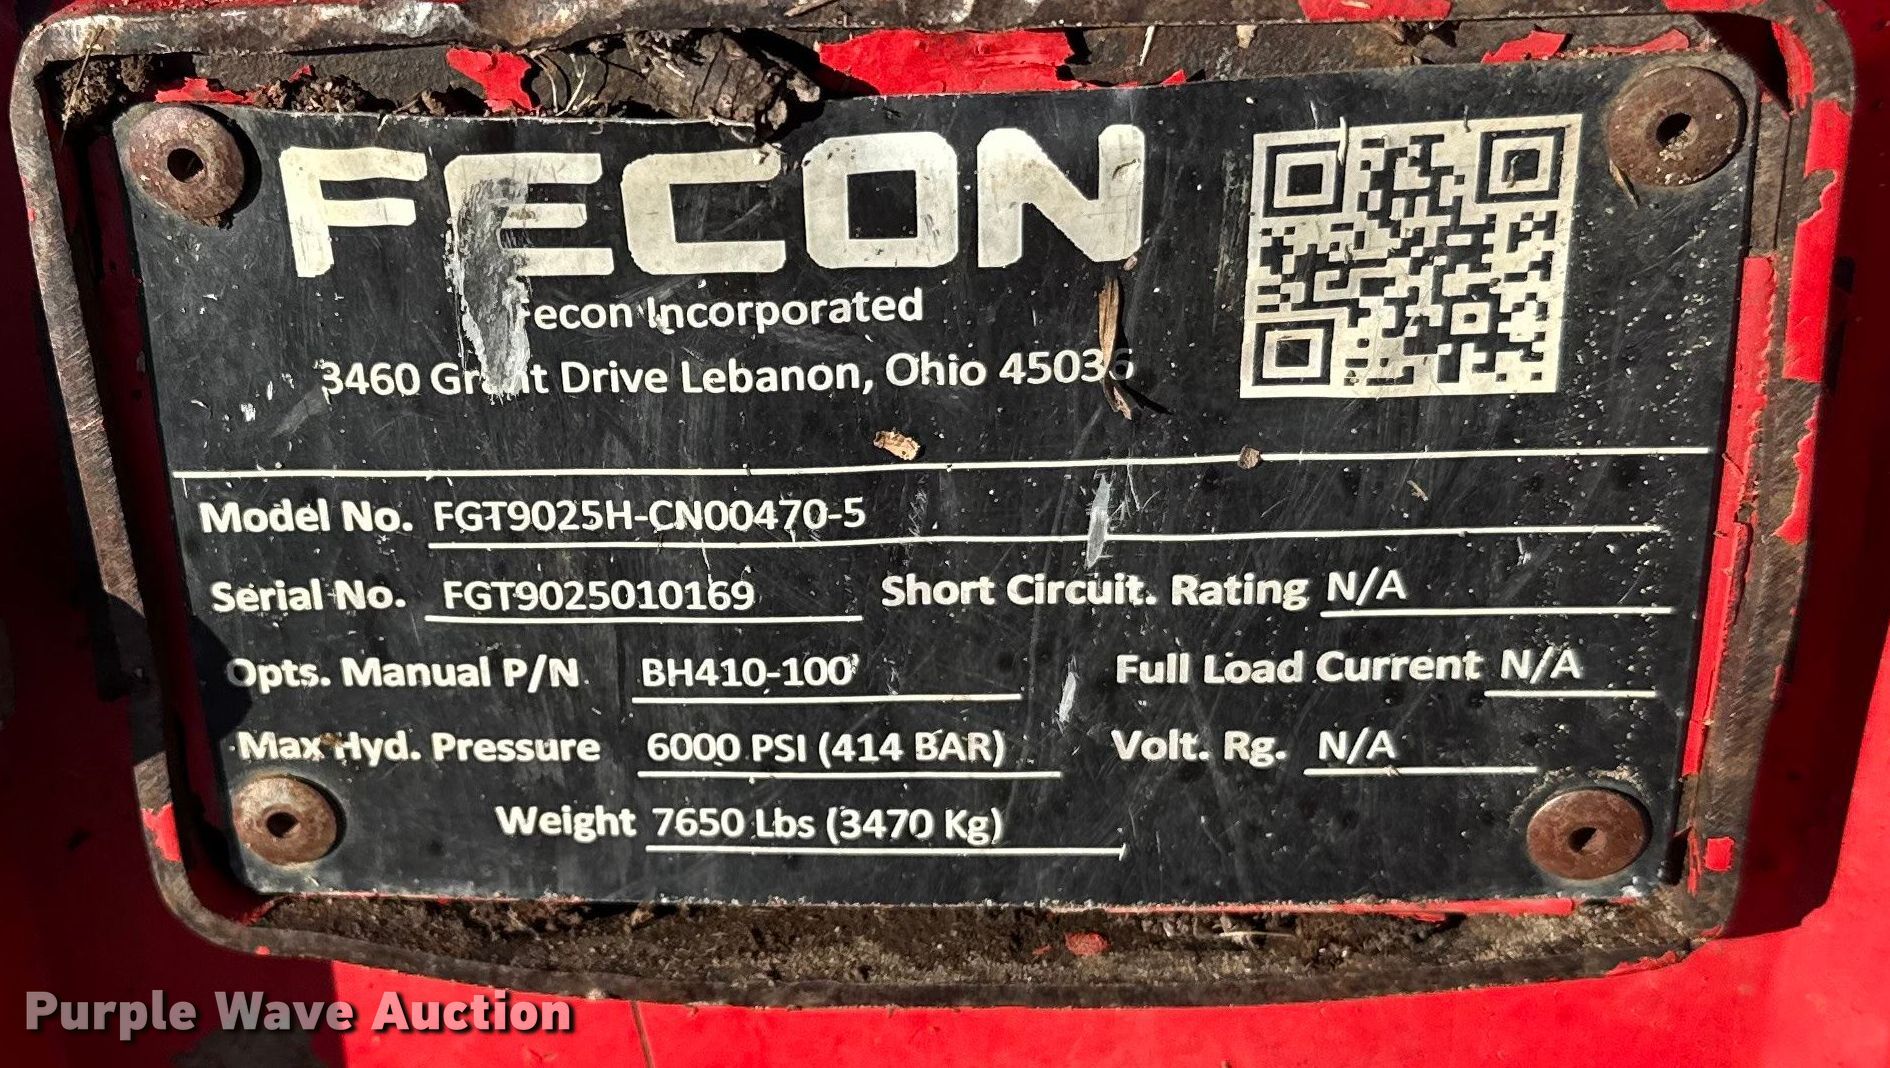 FECON
Fecon Incorporated
3460 Grant Drive Lebanon, Ohio 45036
Model No. FGT9025H-CN00470-5
Serial No. FGT9025010169 Short Circuit. Rating N/A
Opts. Manual P/N. BH410-100 Full Load Current N/A
Max Hyd. Pressure 6000 PSI (414 BAR) Volt. Rg. N/A
Weight 7650 Lbs (3470 Kg)
Purple Wave Auction